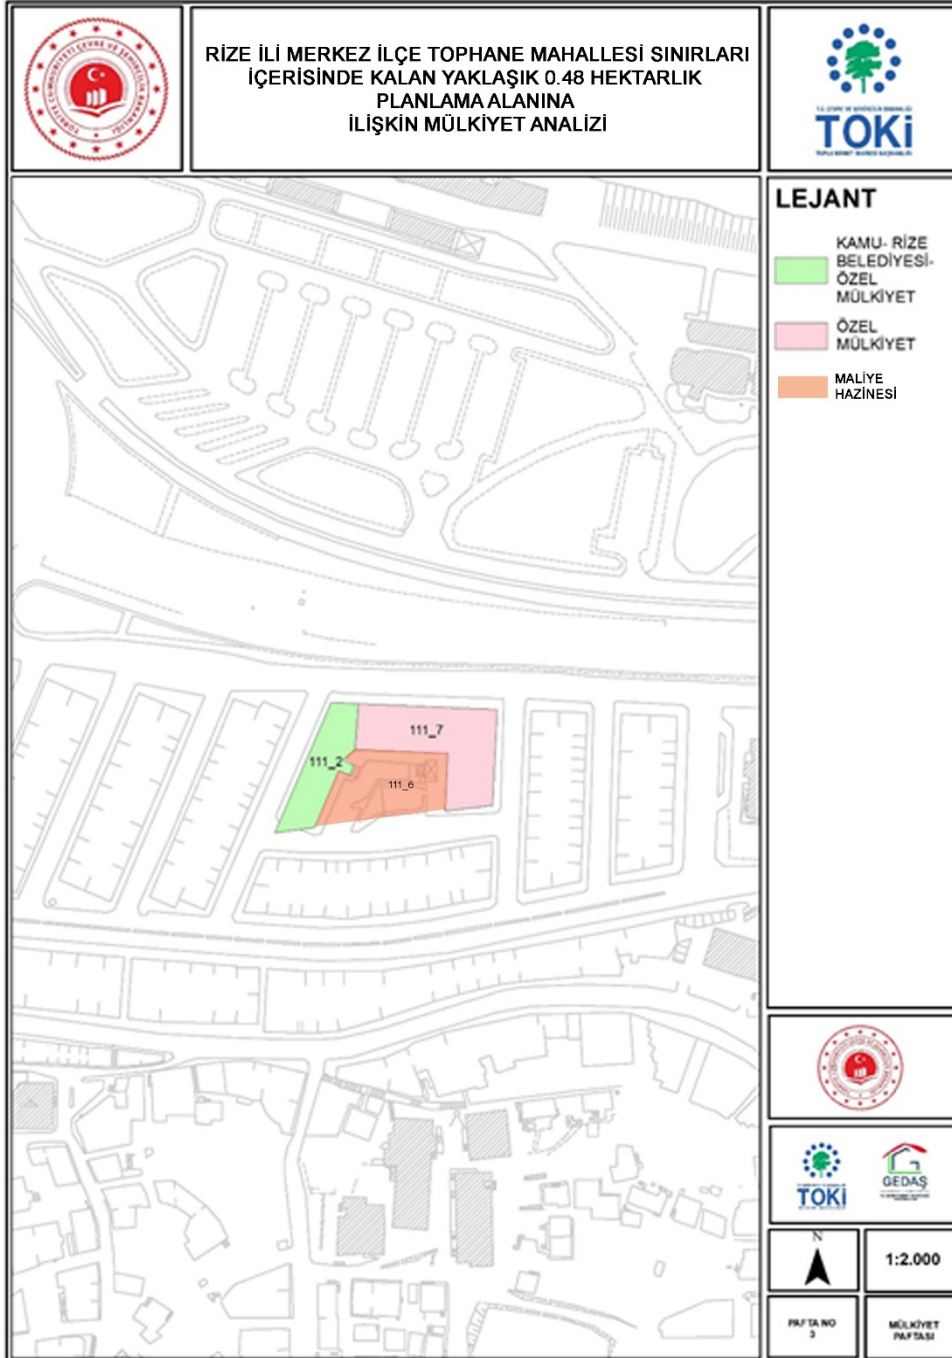 RİZE İLİ MERKEZ İLÇE TOPHANE MAHALLESİ SINIRLARI
İÇERİSİNDE KALAN YAKLAŞIK 0.48 HEKTARLIK
PLANLAMA ALANINA
İLİŞKİN MÜLKİYET ANALİZİ
TOKİ
LEJANT
KAMU- RİZE
BELEDİYESİ-
ÖZEL
MÜLKİYET
ÖZEL
MÜLKİYET
MALİYE
HAZİNESİ
111_7
111_2
111_6
TOKİ
GEDAŞ
N
1:2.000
PAFTA NO
3
MÜLKİYET
PAFTASI